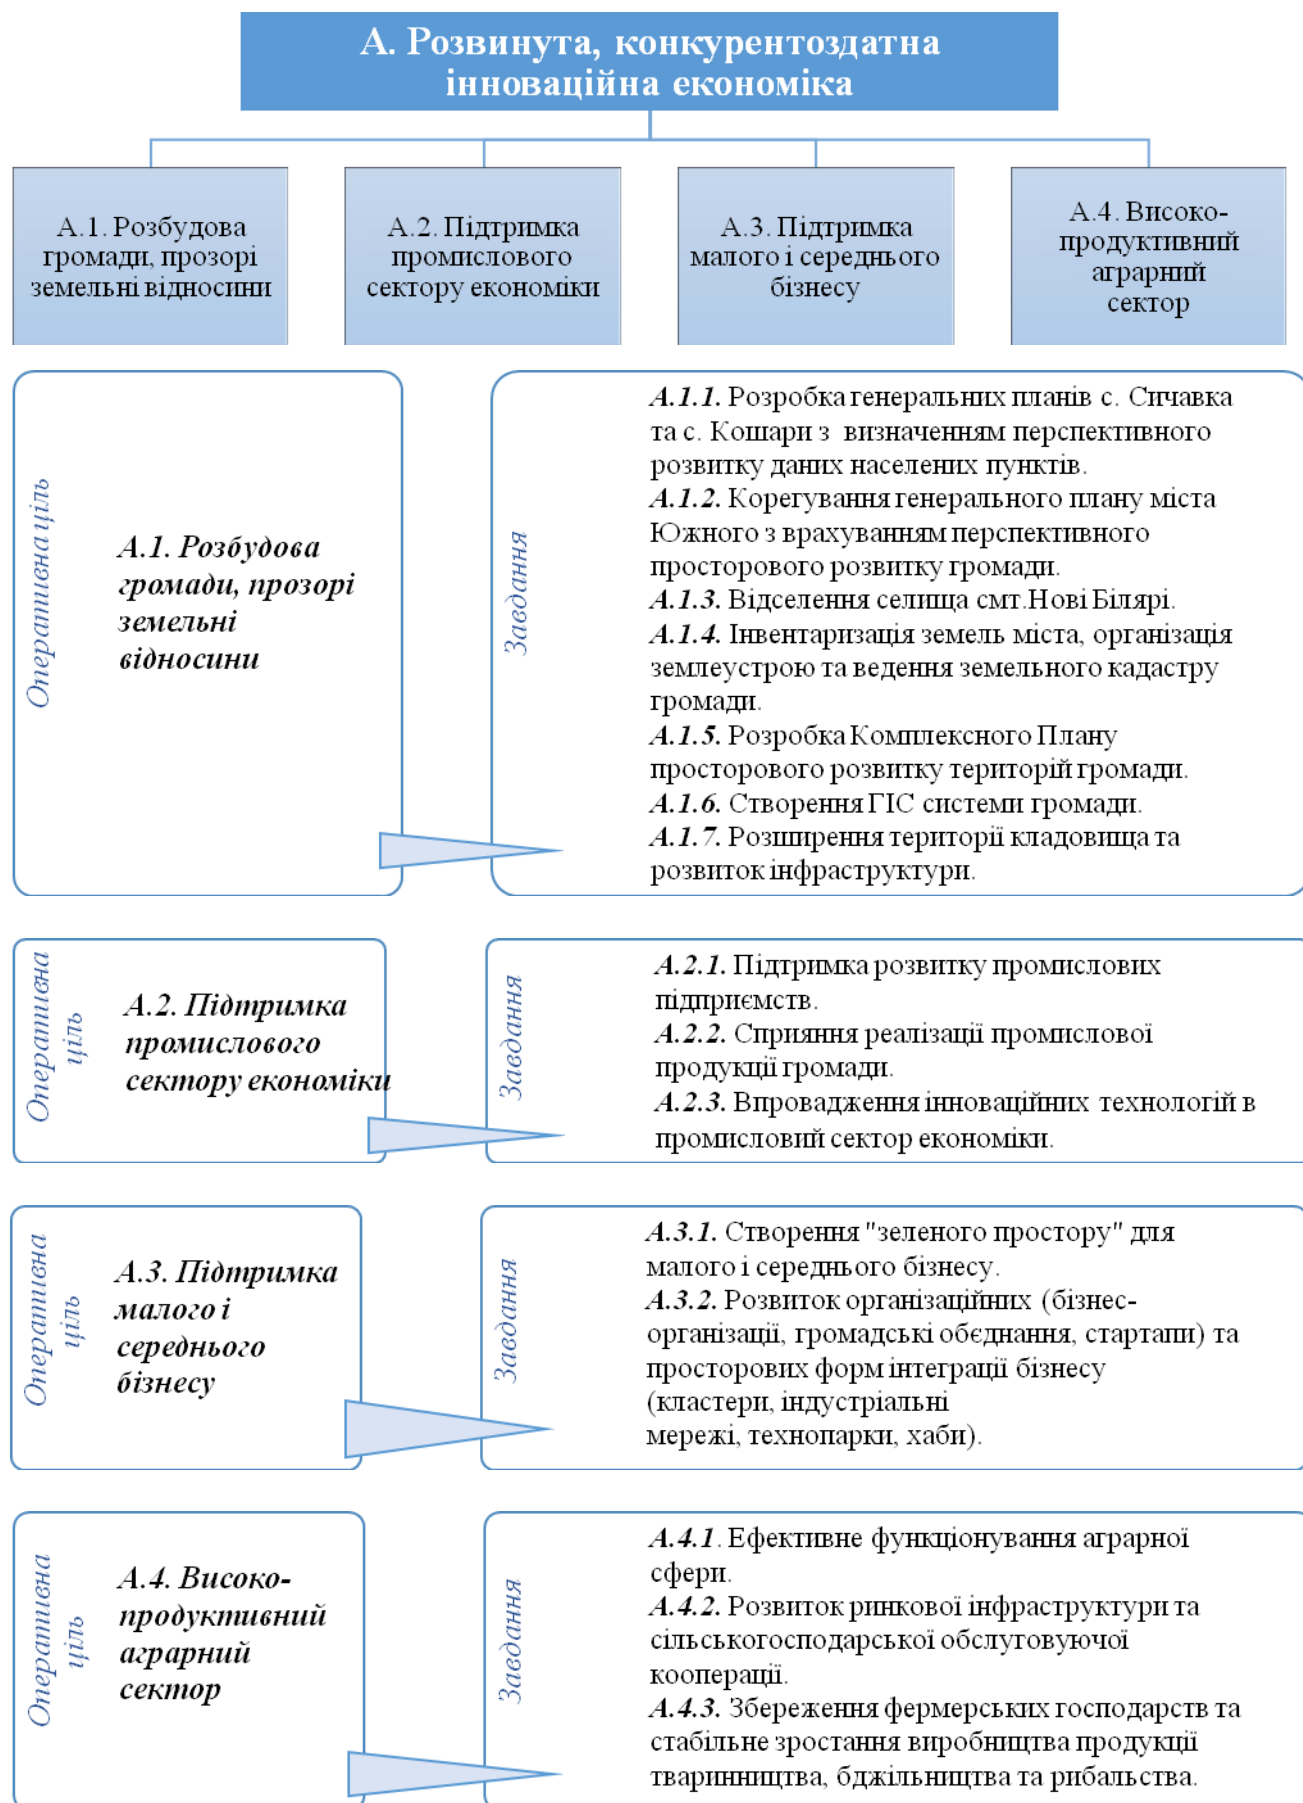 А. Розвинута, конкурентоздатна
інноваційна економіка
А.1. Розбудова
громади, прозорі
земельні відносини
А.2. Підтримка
промислового
сектору економіки
А.3. Підтримка
малого і середнього
бізнесу
А.4. Високо-
продуктивний
аграрний
сектор
Оперативна ціль
А.1. Розбудова
громади, прозорі
земельні
відносини
Завдання
А.1.1. Розробка генеральних планів с. Сичавка
та с. Кошари з визначенням перспективного
розвитку даних населених пунктів.
А.1.2. Корегування генерального плану міста
Южного з врахуванням перспективного
просторового розвитку громади.
А.1.3. Відселення селища смт.Нові Білярі.
А.1.4. Інвентаризація земель міста, організація
землеустрою та ведення земельного кадастру
громади.
А.1.5. Розробка Комплексного Плану
просторового розвитку територій громади.
А.1.6. Створення ГІС системи громади.
А.1.7. Розширення території кладовища та
розвиток інфраструктури.
Оперативна
ціль
А.2. Підтримка
промислового
сектору економіки
Завдання
А.2.1. Підтримка розвитку промислових
підприємств.
А.2.2. Сприяння реалізації промислової
продукції громади.
А.2.3. Впровадження інноваційних технологій в
промисловий сектор економіки.
Оперативна
ціль
А.3. Підтримка
малого і
середнього
бізнесу
Завдання
А.3.1. Створення "зеленого простору" для
малого і середнього бізнесу.
А.3.2. Розвиток організаційних (бізнес-
організації, громадські обєднання, стартапи) та
просторових форм інтеграції бізнесу
(кластери, індустріальні
мережі, технопарки, хаби).
Оперативна
ціль
А.4. Високо-
продуктивний
аграрний
сектор
Завдання
А.4.1. Ефективне функціонування аграрної
сфери.
А.4.2. Розвиток ринкової інфраструктури та
сільськогосподарської обслуговуючої
кооперації.
А.4.3. Збереження фермерських господарств та
стабільне зростання виробництва продукції
тваринництва, бджільництва та рибальства.